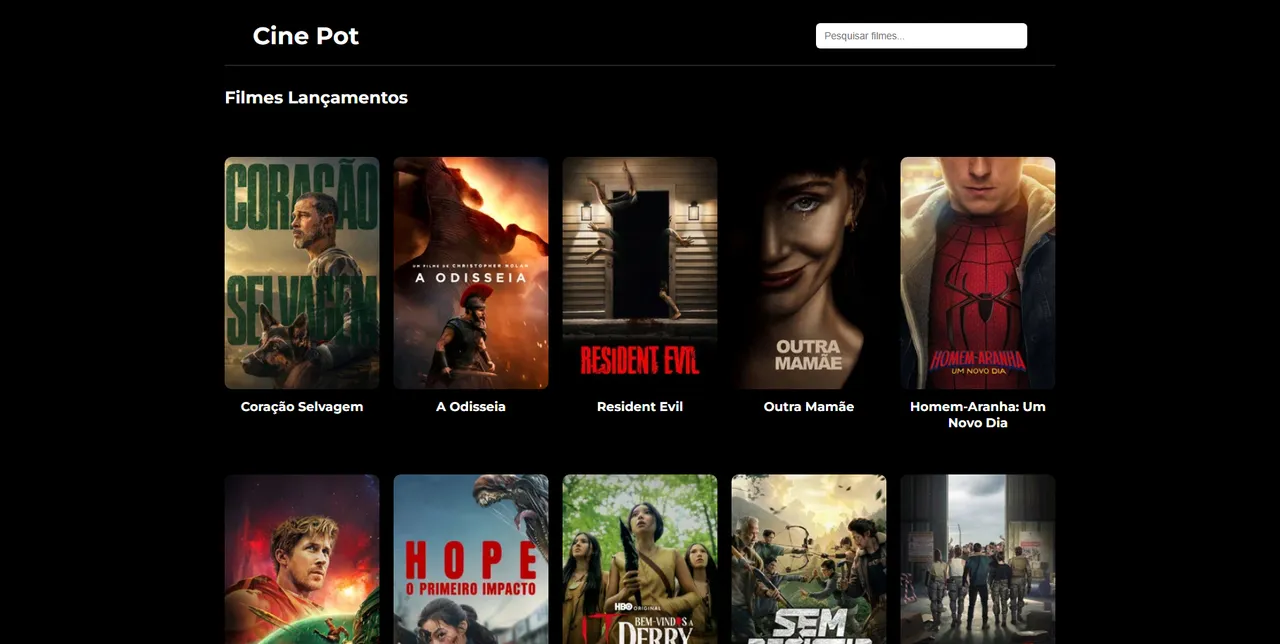 Cine Pot
Pesquisar filmes...
Filmes Lançamentos
CORAÇÃO
SELVAGEM
UM FILME DE CHRISTOPHER NOLAN
A ODISSEIA
RESIDENT EVIL
OUTRA
MAMÃE
HOMEM-ARANHA
UM NOVO DIA
Coração Selvagem
A Odisseia
Resident Evil
Outra Mamãe
Homem-Aranha: Um
Novo Dia
HOPE
O PRIMEIRO IMPACTO
HBO ORIGINAL
IT BEM-VINDOS A
DERRY
SEM